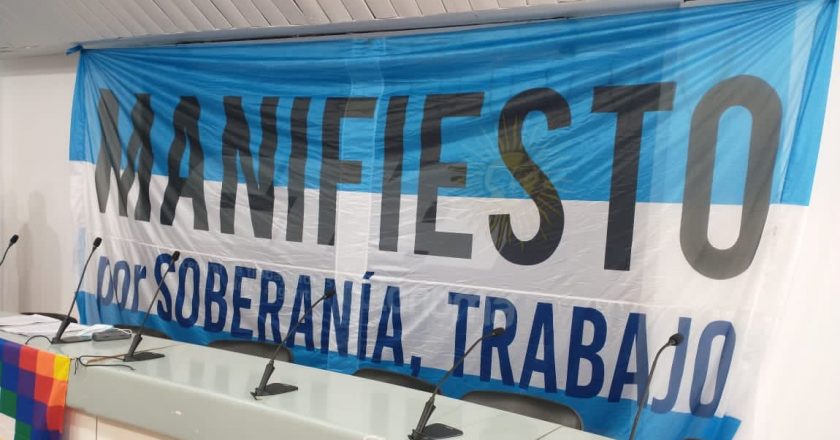 MANIFIESTO
por SOBERANÍA, TRABAJO